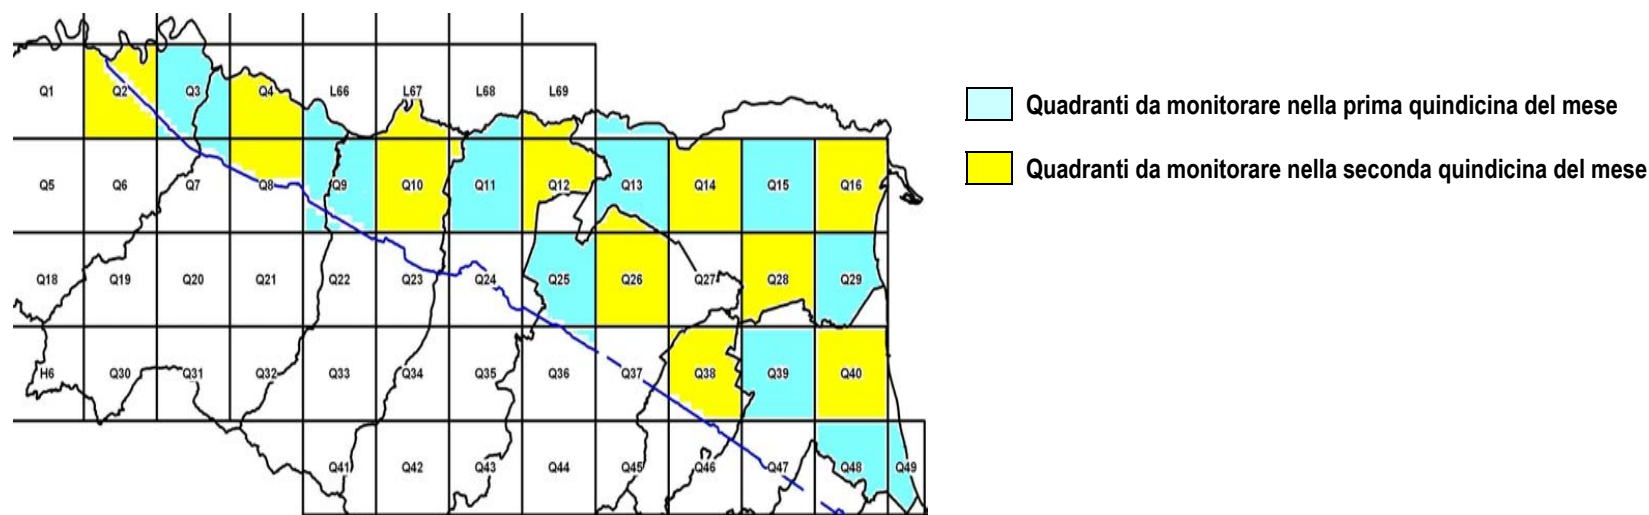 Q1 Q2 Q3 Q4 L66 L67 L68 L69
Quadranti da monitorare nella prima quindicina del mese
Quadranti da monitorare nella seconda quindicina del mese
Q5 Q6 Q7 Q8 Q9 Q10 Q11 Q12 Q13 Q14 Q15 Q16
Q18 Q19 Q20 Q21 Q22 Q23 Q24 Q25 Q26 Q27 Q28 Q29
H6 Q30 Q31 Q32 Q33 Q34 Q35 Q36 Q37 Q38 Q39 Q40
Q41 Q42 Q43 Q44 Q45 Q46 Q47 Q48 Q49